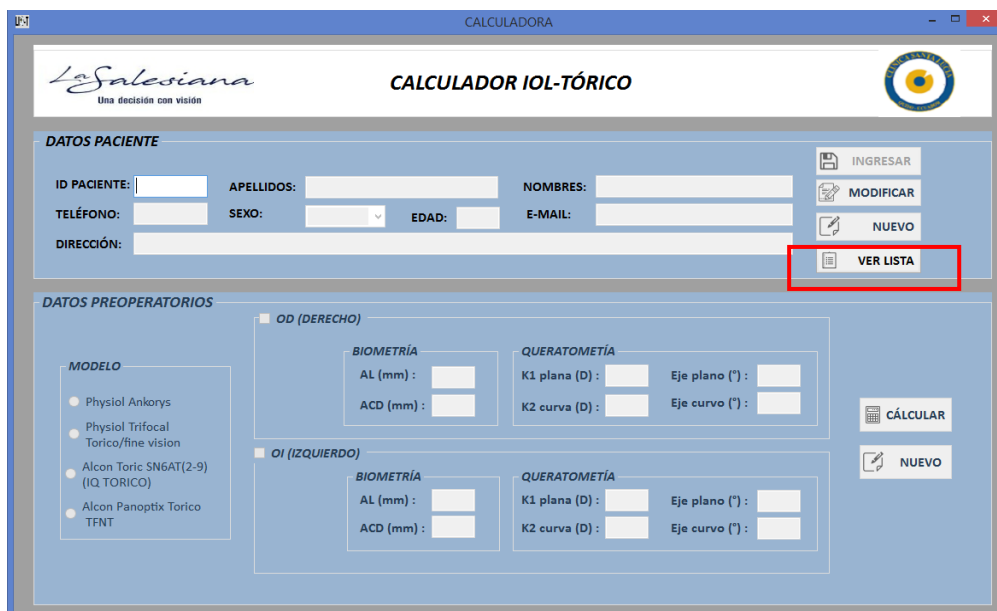 CALCULADORA
La Salesiana
Una decisión con visión
CALCULADOR IOL-TÓRICO
DATOS PACIENTE
ID PACIENTE:
APELLIDOS:
NOMBRES:
TELÉFONO:
SEXO:
EDAD:
E-MAIL:
DIRECCIÓN:
INGRESAR
MODIFICAR
NUEVO
VER LISTA
DATOS PREOPERATORIOS
MODELO
Physiol Ankorys
Physiol Trifocal
Torico/fine vision
Alcon Toric SN6AT(2-9)
(IQ TORICO)
Alcon Panoptix Torico
TFNT
OD (DERECHO)
BIOMETRÍA
AL (mm) :
ACD (mm) :
QUERATOMETÍA
K1 plana (D) :
Eje plano (°) :
K2 curva (D) :
Eje curvo (°) :
OI (IZQUIERDO)
BIOMETRÍA
AL (mm) :
ACD (mm) :
QUERATOMETÍA
K1 plana (D) :
Eje plano (°) :
K2 curva (D) :
Eje curvo (°) :
CÁLCULAR
NUEVO